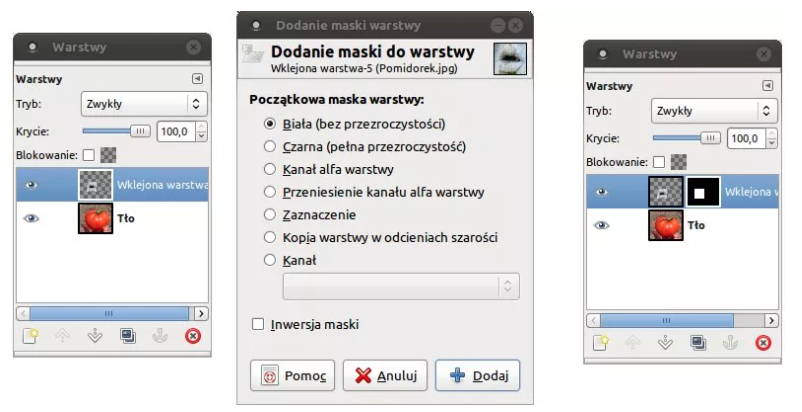 Warstwy
Warstwy
Tryb: Zwykły
Krycie: 100,0
Blokowanie:
Wklejona warstwa
Tło
Dodanie maski warstwy
Dodanie maski do warstwy
Wklejona warstwa-5 (Pomidorek.jpg)
Początkowa maska warstwy:
Biała (bez przezroczystości)
Czarna (pełna przezroczystość)
Kanał alfa warstwy
Przeniesienie kanału alfa warstwy
Zaznaczenie
Kopja warstwy w odcieniach szarości
Kanał
Inwersja maski
Pomoc Anuluj Dodaj
Warstwy
Warstwy
Tryb: Zwykły
Krycie: 100,0
Blokowanie:
Wklejona v
Tło